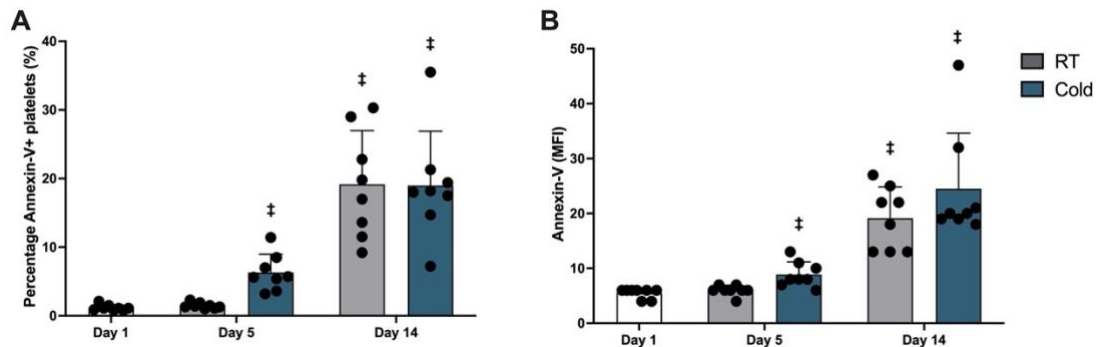 A
Percentage Annexin-V+ platelets (%)
40
30
20
10
0
‡
‡
‡
Day 1
Day 5
Day 14
B
Annexin-V (MFI)
50
40
30
20
10
0
‡
‡
‡
Day 1
Day 5
Day 14
RT
Cold